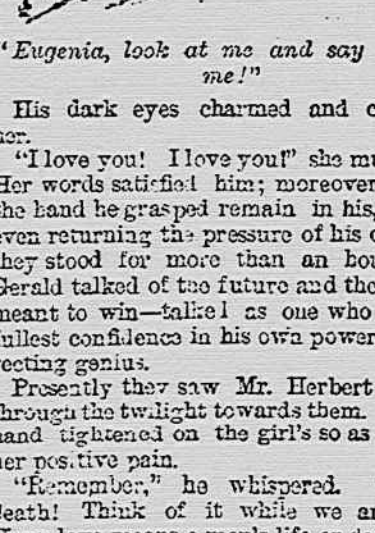 "Eugenia, look at me and say
me!"
His dark eyes charmed and
her.
"I love you! I love you!" she
Her words satisfied him; moreover
she hand he grasped remain in his,
even returning the pressure of his
they stood for more than an
Gerald talked of the future and the
meant to win—talked as one who
fullest confidence in his own power
recting genius.
Presently they saw Mr. Herbert
through the twilight towards them.
hand tightened on the girl's so as
her positive pain.
"Remember," he whispered.
death! Think of it while we